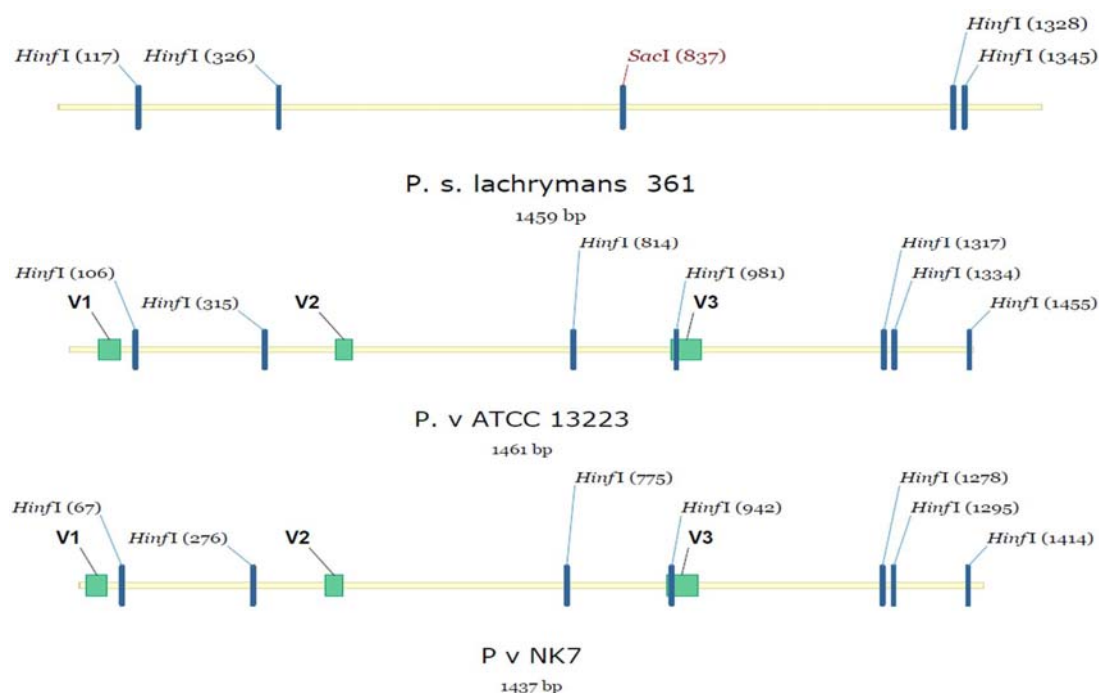 HinfI (1328)
HinfI (117) HinfI (326) SacI (837) HinfI (1345)
P. s. lachrymans 361
1459 bp
HinfI (814) HinfI (1317)
HinfI (106) HinfI (981) HinfI (1334)
V1 HinfI (315) V2 V3 HinfI (1455)
P. v ATCC 13223
1461 bp
HinfI (775) HinfI (1278)
HinfI (67) HinfI (942) HinfI (1295)
V1 HinfI (276) V2 V3 HinfI (1414)
P v NK7
1437 bp